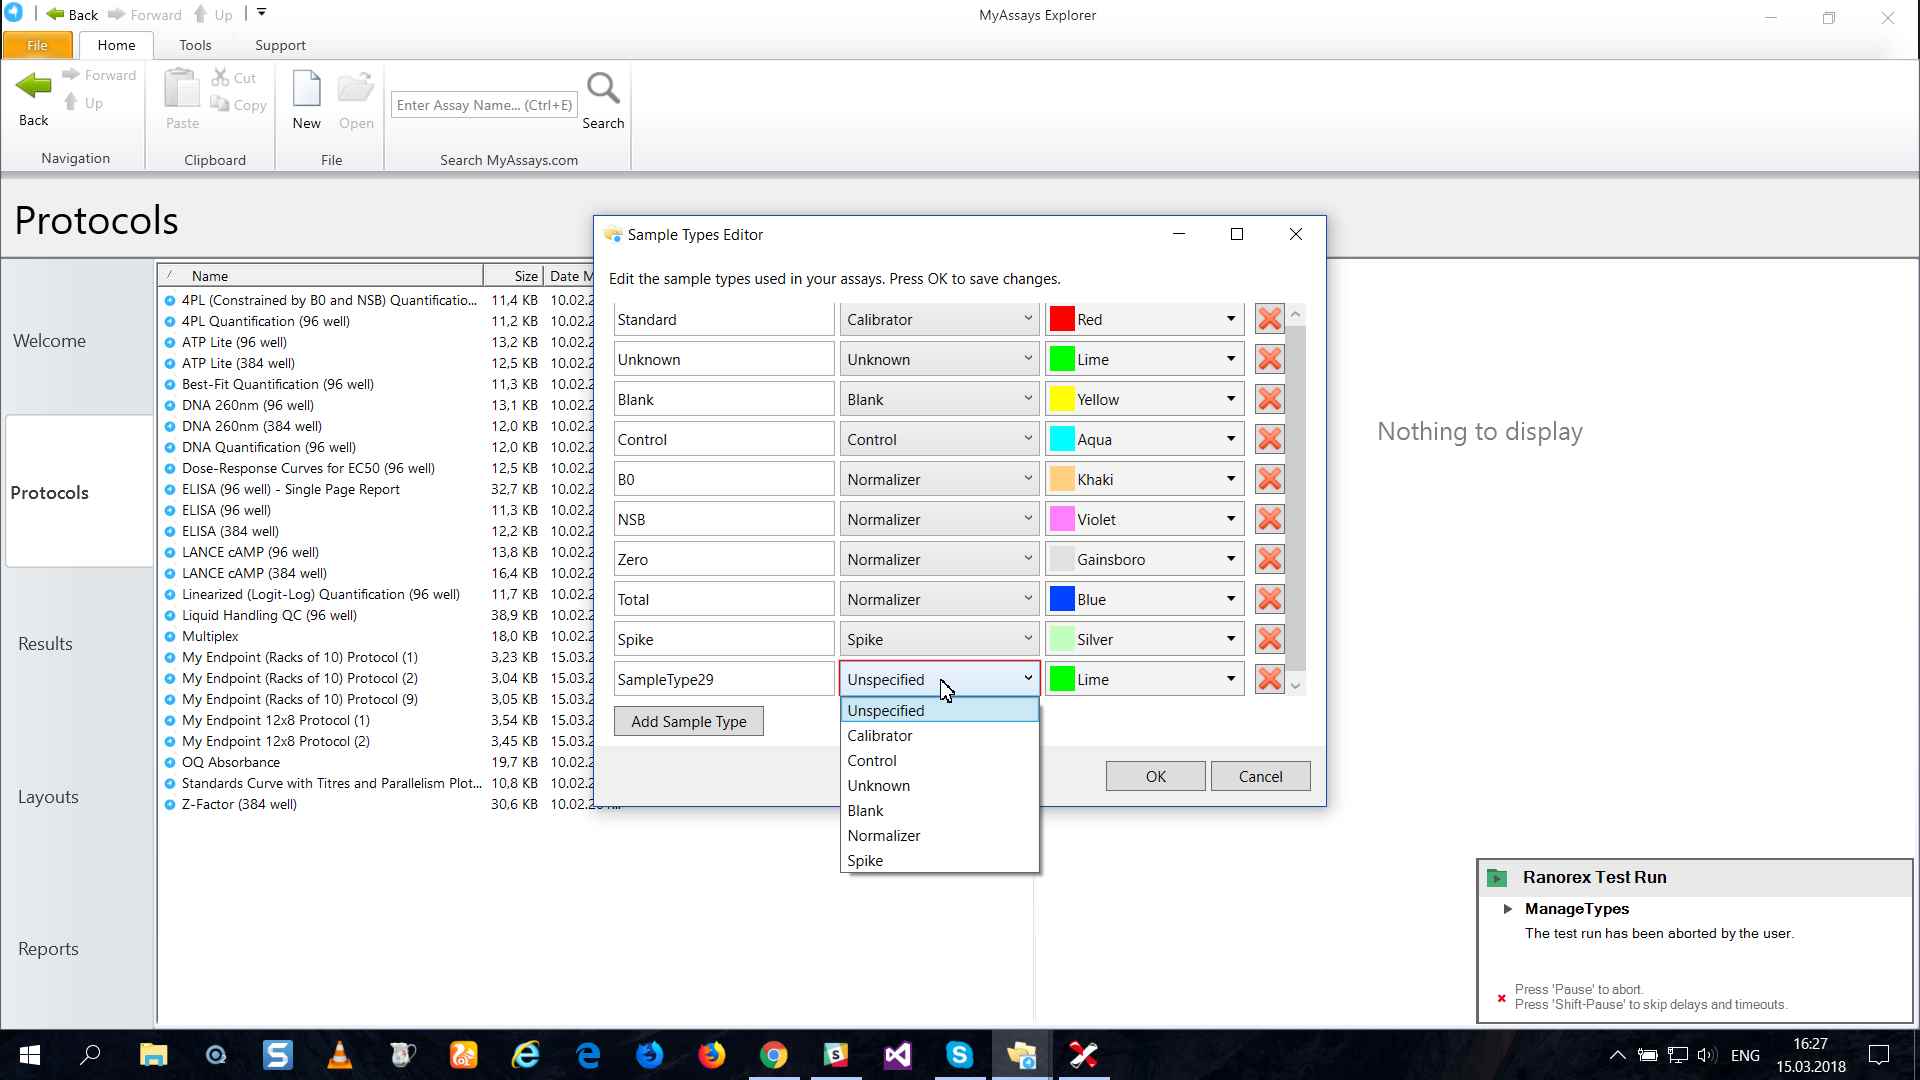 Back Forward Up
MyAssays Explorer
File Home Tools Support
Back
Forward
Up
Navigation
Paste
Cut
Copy
Clipboard
New
Open
File
Enter Assay Name... (Ctrl+E)
Search
Search MyAssays.com
Protocols
Welcome
Protocols
Results
Layouts
Reports
Name Size Date M
4PL (Constrained by B0 and NSB) Quantificatio... 11,4 KB 10.02.2
4PL Quantification (96 well) 11,2 KB 10.02.2
ATP Lite (96 well) 13,2 KB 10.02.2
ATP Lite (384 well) 12,5 KB 10.02.2
Best-Fit Quantification (96 well) 11,3 KB 10.02.2
DNA 260nm (96 well) 13,1 KB 10.02.2
DNA 260nm (384 well) 12,0 KB 10.02.2
DNA Quantification (96 well) 12,0 KB 10.02.2
Dose-Response Curves for EC50 (96 well) 12,5 KB 10.02.2
ELISA (96 well) - Single Page Report 32,7 KB 10.02.2
ELISA (96 well) 11,3 KB 10.02.2
ELISA (384 well) 12,2 KB 10.02.2
LANCE cAMP (96 well) 13,8 KB 10.02.2
LANCE cAMP (384 well) 16,4 KB 10.02.2
Linearized (Logit-Log) Quantification (96 well) 11,7 KB 10.02.2
Liquid Handling QC (96 well) 38,9 KB 10.02.2
Multiplex 18,0 KB 10.02.2
My Endpoint (Racks of 10) Protocol (1) 3,23 KB 15.03.2
My Endpoint (Racks of 10) Protocol (2) 3,04 KB 15.03.2
My Endpoint (Racks of 10) Protocol (9) 3,05 KB 15.03.2
My Endpoint 12x8 Protocol (1) 3,54 KB 15.03.2
My Endpoint 12x8 Protocol (2) 3,45 KB 15.03.2
OQ Absorbance 19,7 KB 10.02.2
Standards Curve with Titres and Parallelism Plot... 10,8 KB 10.02.2
Z-Factor (384 well) 30,6 KB 10.02.2
Sample Types Editor
Edit the sample types used in your assays. Press OK to save changes.
Standard Calibrator Red
Unknown Unknown Lime
Blank Blank Yellow
Control Control Aqua
B0 Normalizer Khaki
NSB Normalizer Violet
Zero Normalizer Gainsboro
Total Normalizer Blue
Spike Spike Silver
SampleType29 Unspecified Lime
Add Sample Type
Unspecified
Calibrator
Control
Unknown
Blank
Normalizer
Spike
OK Cancel
Nothing to display
Ranorex Test Run
ManageTypes
The test run has been aborted by the user.
Press 'Pause' to abort.
Press 'Shift-Pause' to skip delays and timeouts.
ENG
16:27
15.03.2018